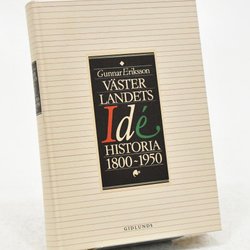 Gunnar Eriksson
VÄSTER
LANDETS
Idé
HISTORIA
1800-1950
GIDLUNDS